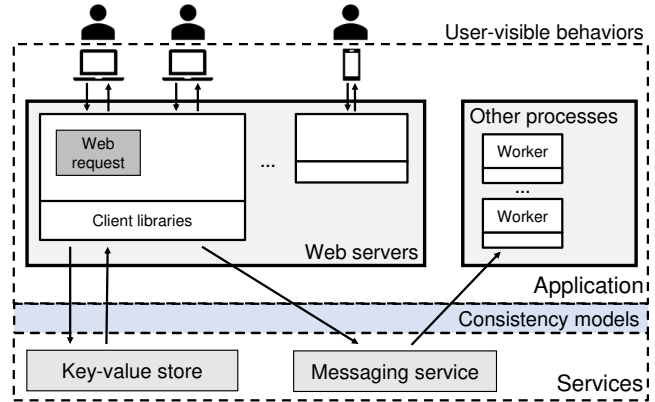 User-visible behaviors
Web
request
Client libraries
...
Web servers
Other processes
Worker
...
Worker
Application
Consistency models
Key-value store
Messaging service
Services